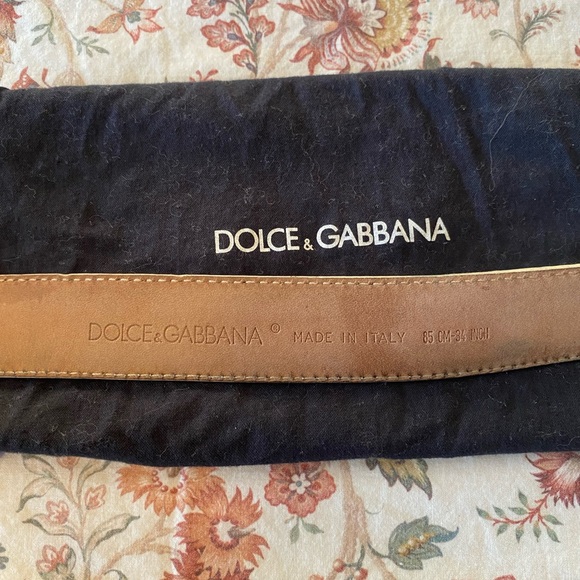 DOLCE & GABBANA
DOLCE & GABBANA ® MADE IN ITALY 85 CM-34 INCH